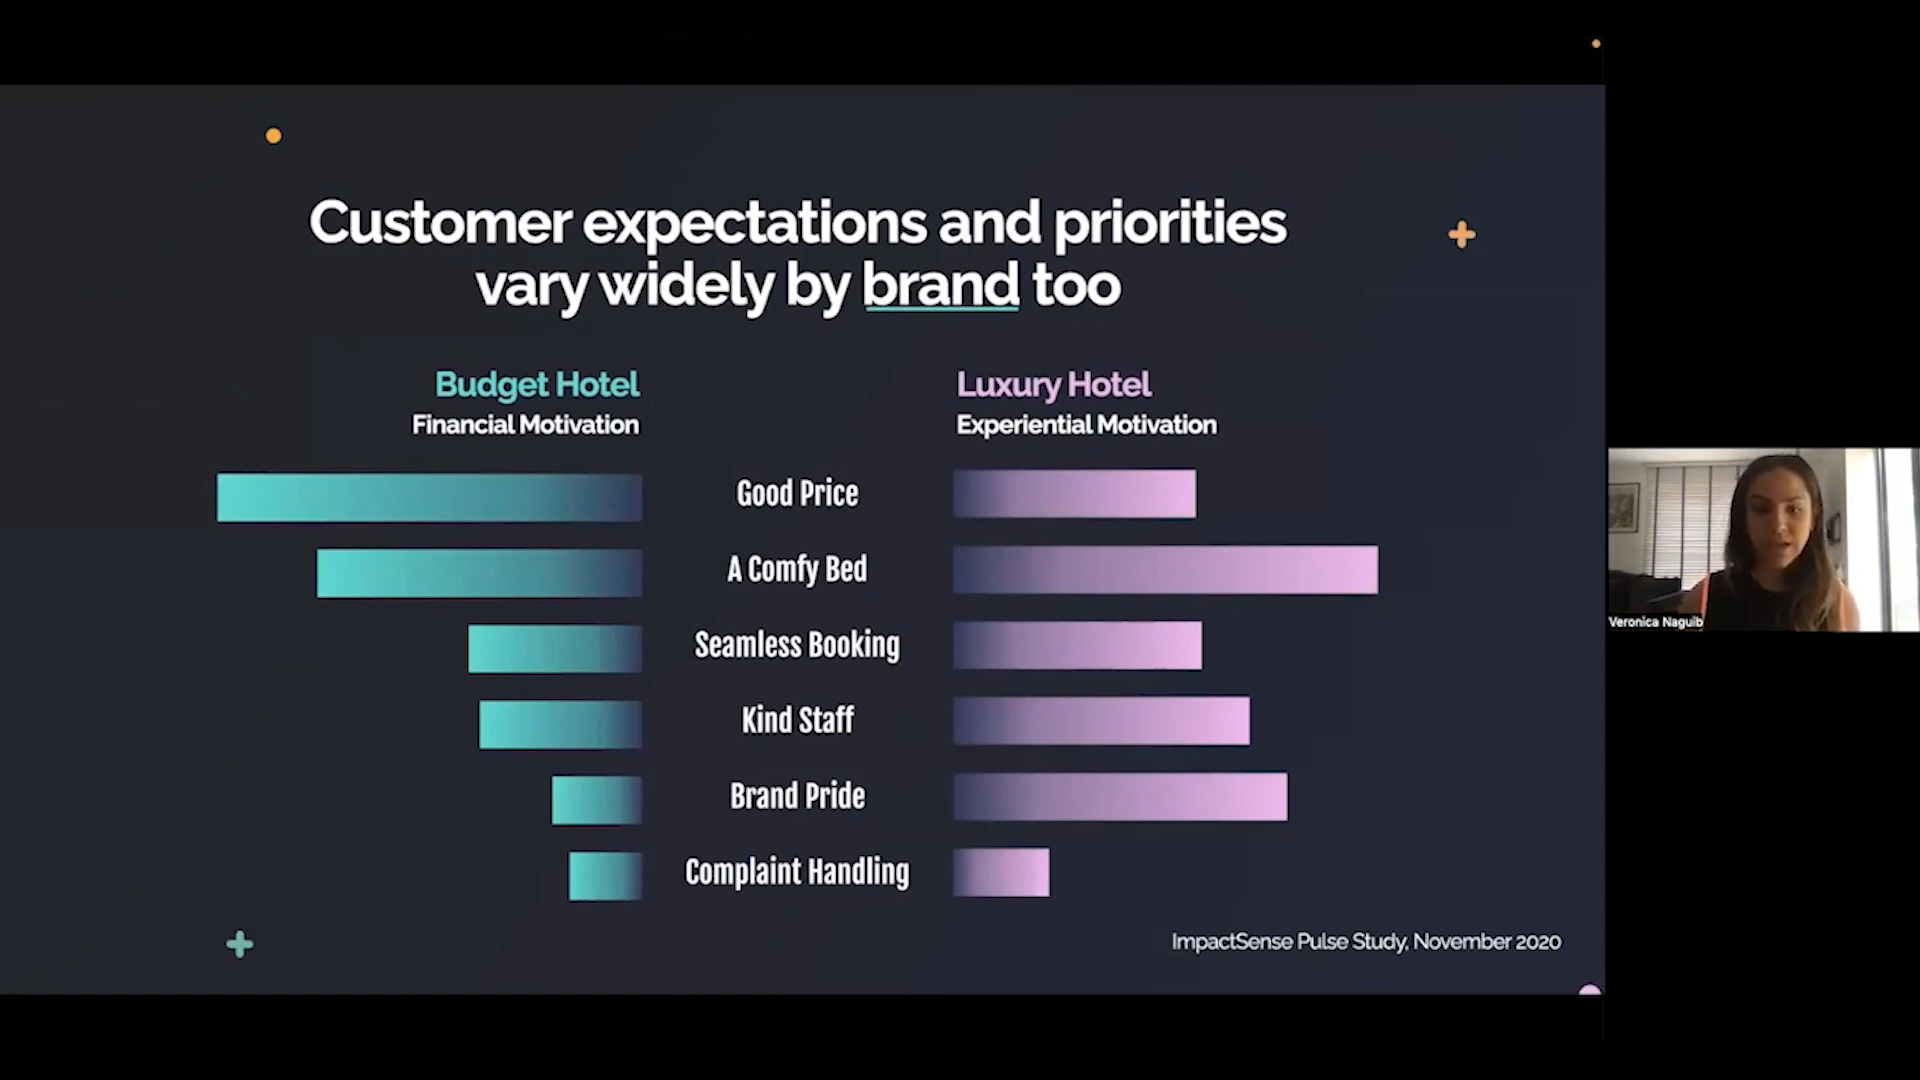 Customer expectations and priorities
vary widely by brand too
Budget Hotel
Financial Motivation
Luxury Hotel
Experiential Motivation
Good Price
A Comfy Bed
Seamless Booking
Kind Staff
Brand Pride
Complaint Handling
ImpactSense Pulse Study, November 2020
Veronica Naguib